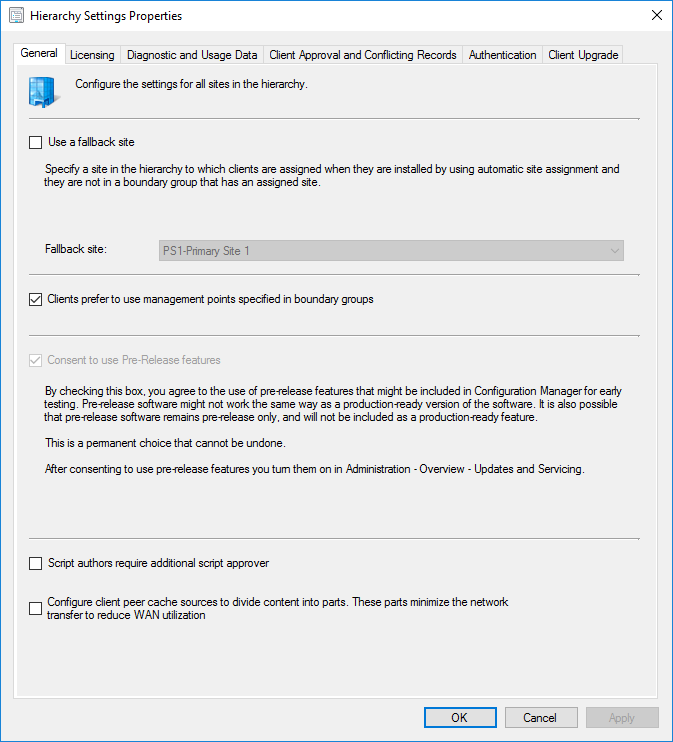 Hierarchy Settings Properties
General Licensing Diagnostic and Usage Data Client Approval and Conflicting Records Authentication Client Upgrade
Configure the settings for all sites in the hierarchy.
Use a fallback site
Specify a site in the hierarchy to which clients are assigned when they are installed by using automatic site assignment and
they are not in a boundary group that has an assigned site.
Fallback site: PS1-Primary Site 1
Clients prefer to use management points specified in boundary groups
Consent to use Pre-Release features
By checking this box, you agree to the use of pre-release features that might be included in Configuration Manager for early
testing. Pre-release software might not work the same way as a production-ready version of the software. It is also possible
that pre-release software remains pre-release only, and will not be included as a production-ready feature.
This is a permanent choice that cannot be undone.
After consenting to use pre-release features you turn them on in Administration - Overview - Updates and Servicing.
Script authors require additional script approver
Configure client peer cache sources to divide content into parts. These parts minimize the network
transfer to reduce WAN utilization
OK Cancel Apply